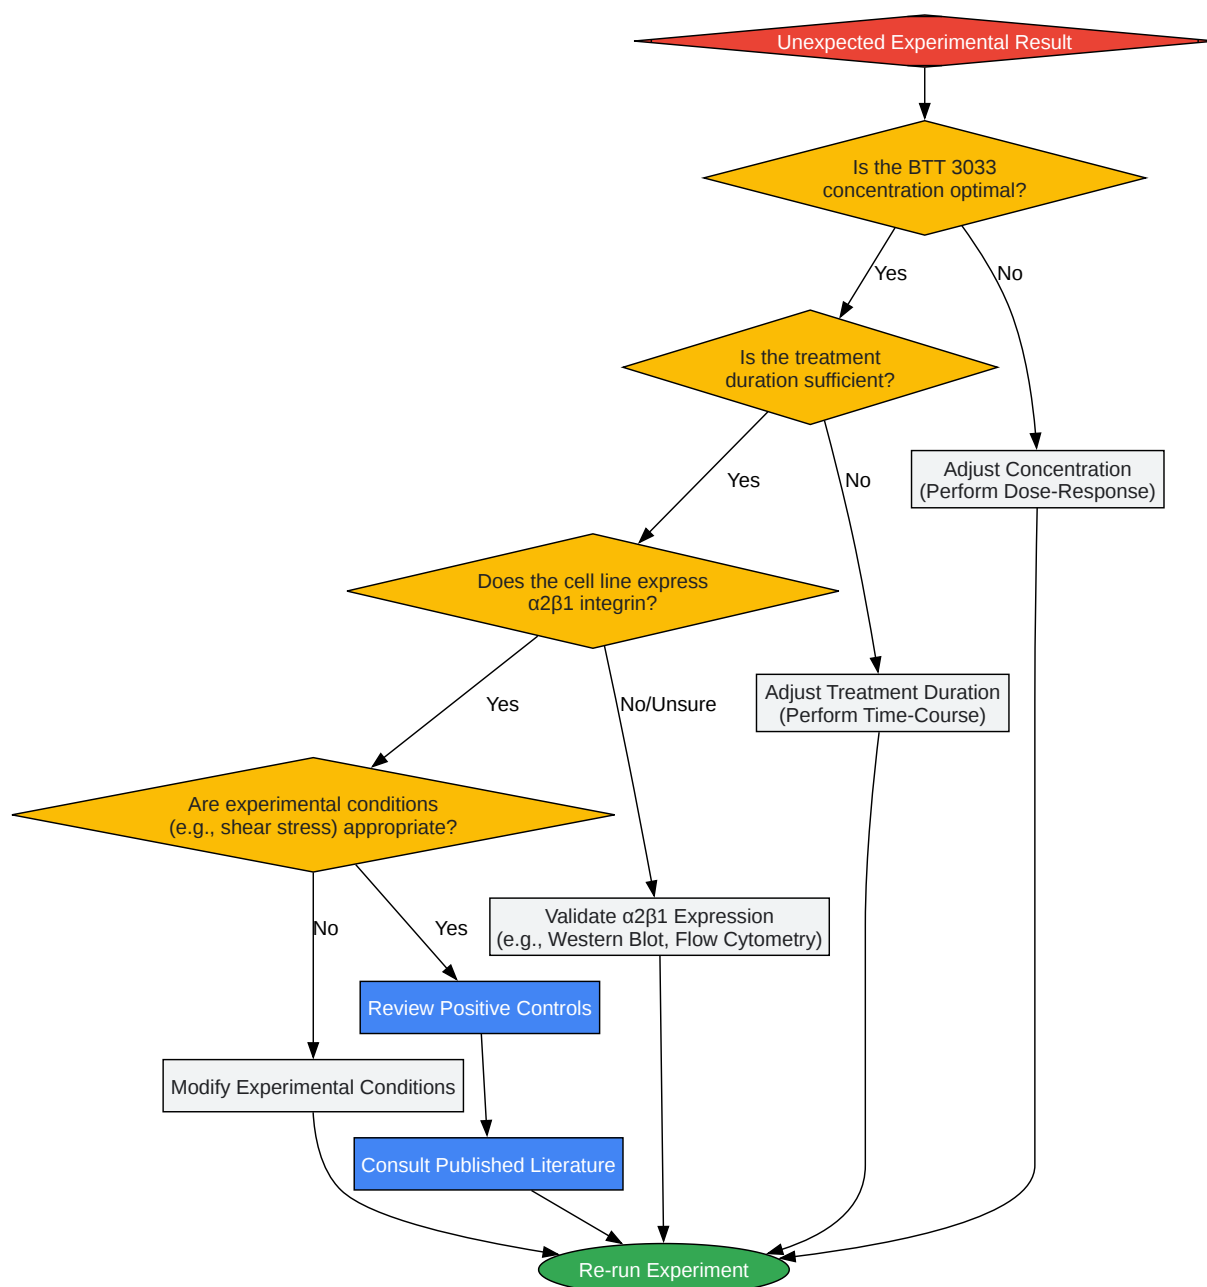 Unexpected Experimental Result
Is the BTT 3033
concentration optimal?
Yes
No
Is the treatment
duration sufficient?
Adjust Concentration
(Perform Dose-Response)
Yes
No
Does the cell line express
α2β1 integrin?
Adjust Treatment Duration
(Perform Time-Course)
Yes
No/Unsure
Are experimental conditions
(e.g., shear stress) appropriate?
Validate α2β1 Expression
(e.g., Western Blot, Flow Cytometry)
No
Yes
Review Positive Controls
Modify Experimental Conditions
Consult Published Literature
Re-run Experiment